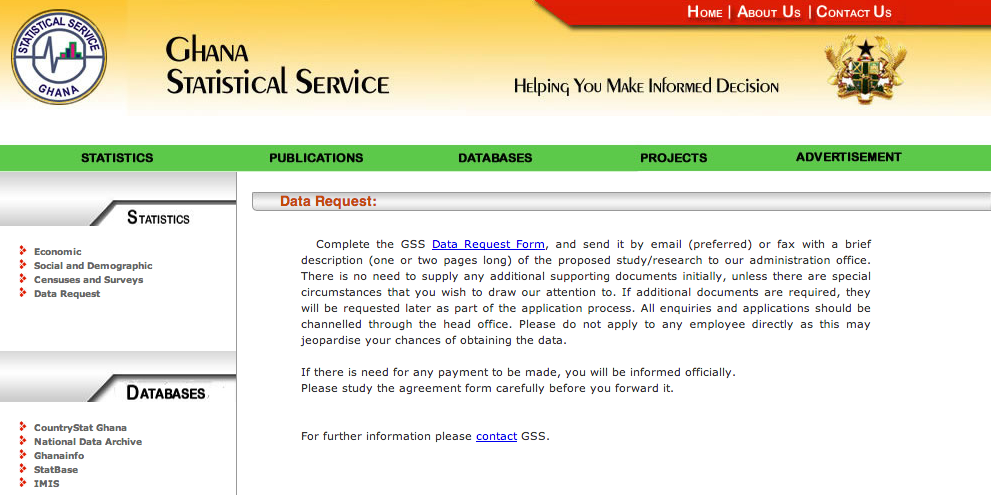 HOME | ABOUT US | CONTACT US
STATISTICAL SERVICE
GHANA
GHANA
STATISTICAL SERVICE
HELPING YOU MAKE INFORMED DECISION
STATISTICS PUBLICATIONS DATABASES PROJECTS ADVERTISEMENT
STATISTICS
Economic
Social and Demographic
Censuses and Surveys
Data Request
DATABASES
CountryStat Ghana
National Data Archive
Ghanainfo
StatBase
IMIS
Data Request:
Complete the GSS Data Request Form, and send it by email (preferred) or fax with a brief
description (one or two pages long) of the proposed study/research to our administration office.
There is no need to supply any additional supporting documents initially, unless there are special
circumstances that you wish to draw our attention to. If additional documents are required, they
will be requested later as part of the application process. All enquiries and applications should be
channelled through the head office. Please do not apply to any employee directly as this may
jeopardise your chances of obtaining the data.
If there is need for any payment to be made, you will be informed officially.
Please study the agreement form carefully before you forward it.
For further information please contact GSS.